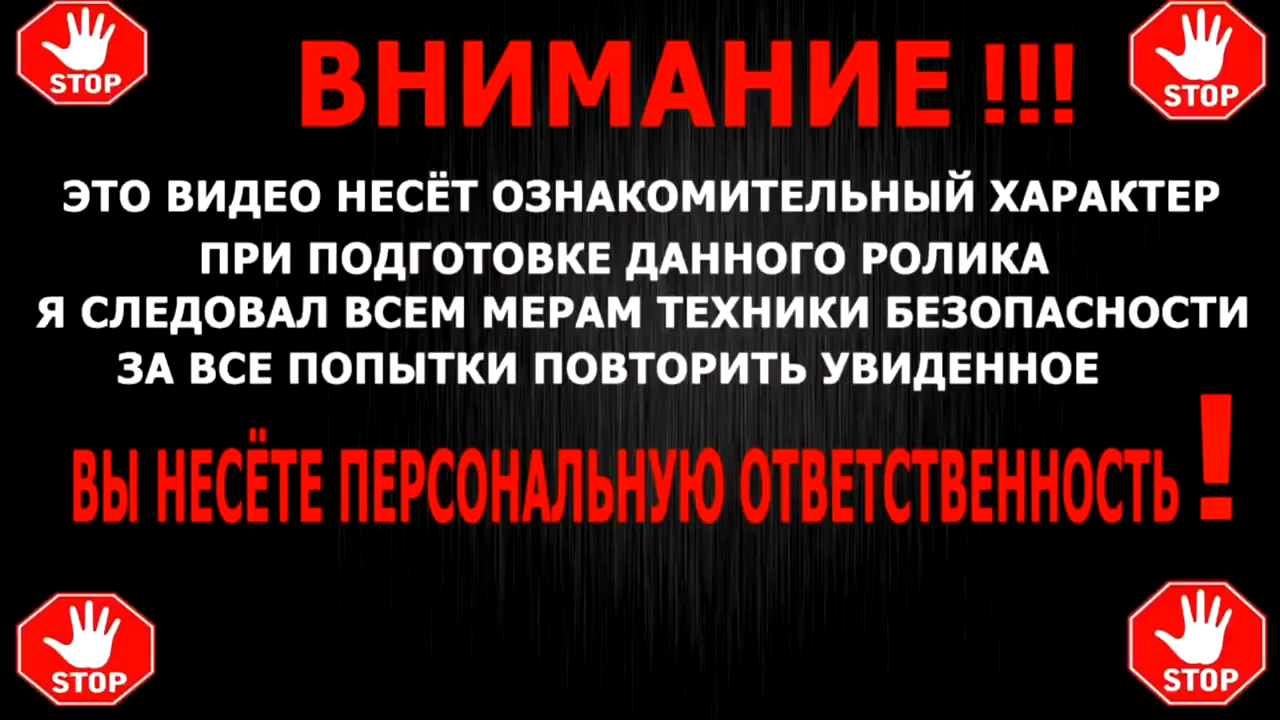 STOP
ВНИМАНИЕ !!!
STOP
ЭТО ВИДЕО НЕСЁТ ОЗНАКОМИТЕЛЬНЫЙ ХАРАКТЕР
ПРИ ПОДГОТОВКЕ ДАННОГО РОЛИКА
Я СЛЕДОВАЛ ВСЕМ МЕРАМ ТЕХНИКИ БЕЗОПАСНОСТИ
ЗА ВСЕ ПОПЫТКИ ПОВТОРИТЬ УВИДЕННОЕ
ВЫ НЕСЁТЕ ПЕРСОНАЛЬНУЮ ОТВЕТСТВЕННОСТЬ !
STOP
STOP